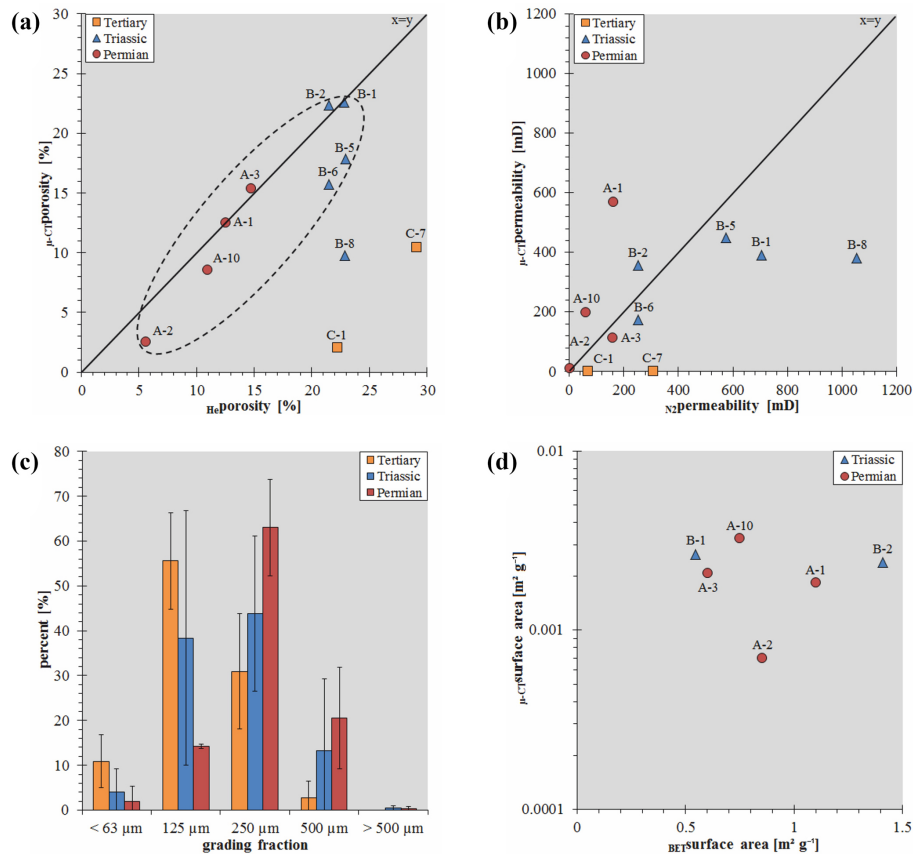 (a)
x=y
Tertiary
Triassic
Permian
30
25
20
15
10
5
0
μ-CTporosity [%]
B-2
B-1
B-5
B-6
A-3
A-1
C-7
B-8
A-10
A-2
C-1
0 5 10 15 20 25 30
Heporosity [%]
(b)
x=y
Tertiary
Triassic
Permian
1200
1000
800
600
400
200
0
μ-CTpermeability [mD]
A-1
B-5
B-2
B-1
B-8
A-10
B-6
A-2
A-3
C-1
C-7
0 200 400 600 800 1000 1200
N2permeability [mD]
(c)
Tertiary
Triassic
Permian
80
70
60
50
40
30
20
10
0
percent [%]
< 63 μm 125 μm 250 μm 500 μm > 500 μm
grading fraction
(d)
Triassic
Permian
0.01
0.001
0.0001
μ-CTsurface area [m² g⁻¹]
A-10
B-1
B-2
A-3
A-1
A-2
0 0.5 1 1.5
BETsurface area [m² g⁻¹]